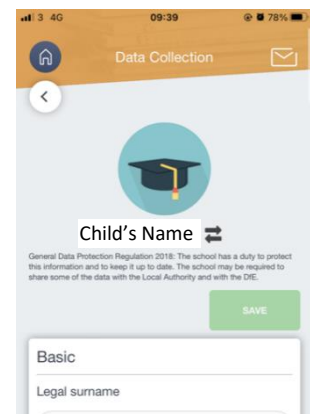 3 4G 09:39 78%
Data Collection
Child's Name
General Data Protection Regulation 2018: The school has a duty to protect
this information and to keep it up to date. The school may be required to
share some of the data with the Local Authority and with the DfE.
SAVE
Basic
Legal surname